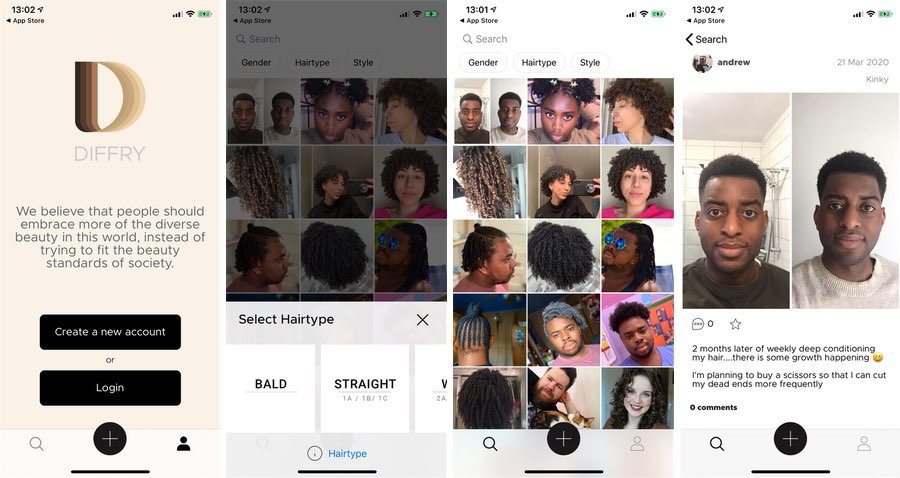 13:02
App Store
DIFFRY
We believe that people should
embrace more of the diverse
beauty in this world, instead of
trying to fit the beauty
standards of society.
Create a new account
or
Login
13:02
App Store
Search
Gender
Hairtype
Style
Select Hairtype
BALD
STRAIGHT
1A / 1B/ 1C
W
2A
Hairtype
13:01
App Store
Search
Gender
Hairtype
Style
13:02
App Store
Search
andrew
21 Mar 2020
Kinky
0
2 months later of weekly deep conditioning
my hair....there is some growth happening 😄
I'm planning to buy a scissors so that I can cut
my dead ends more frequently
0 comments